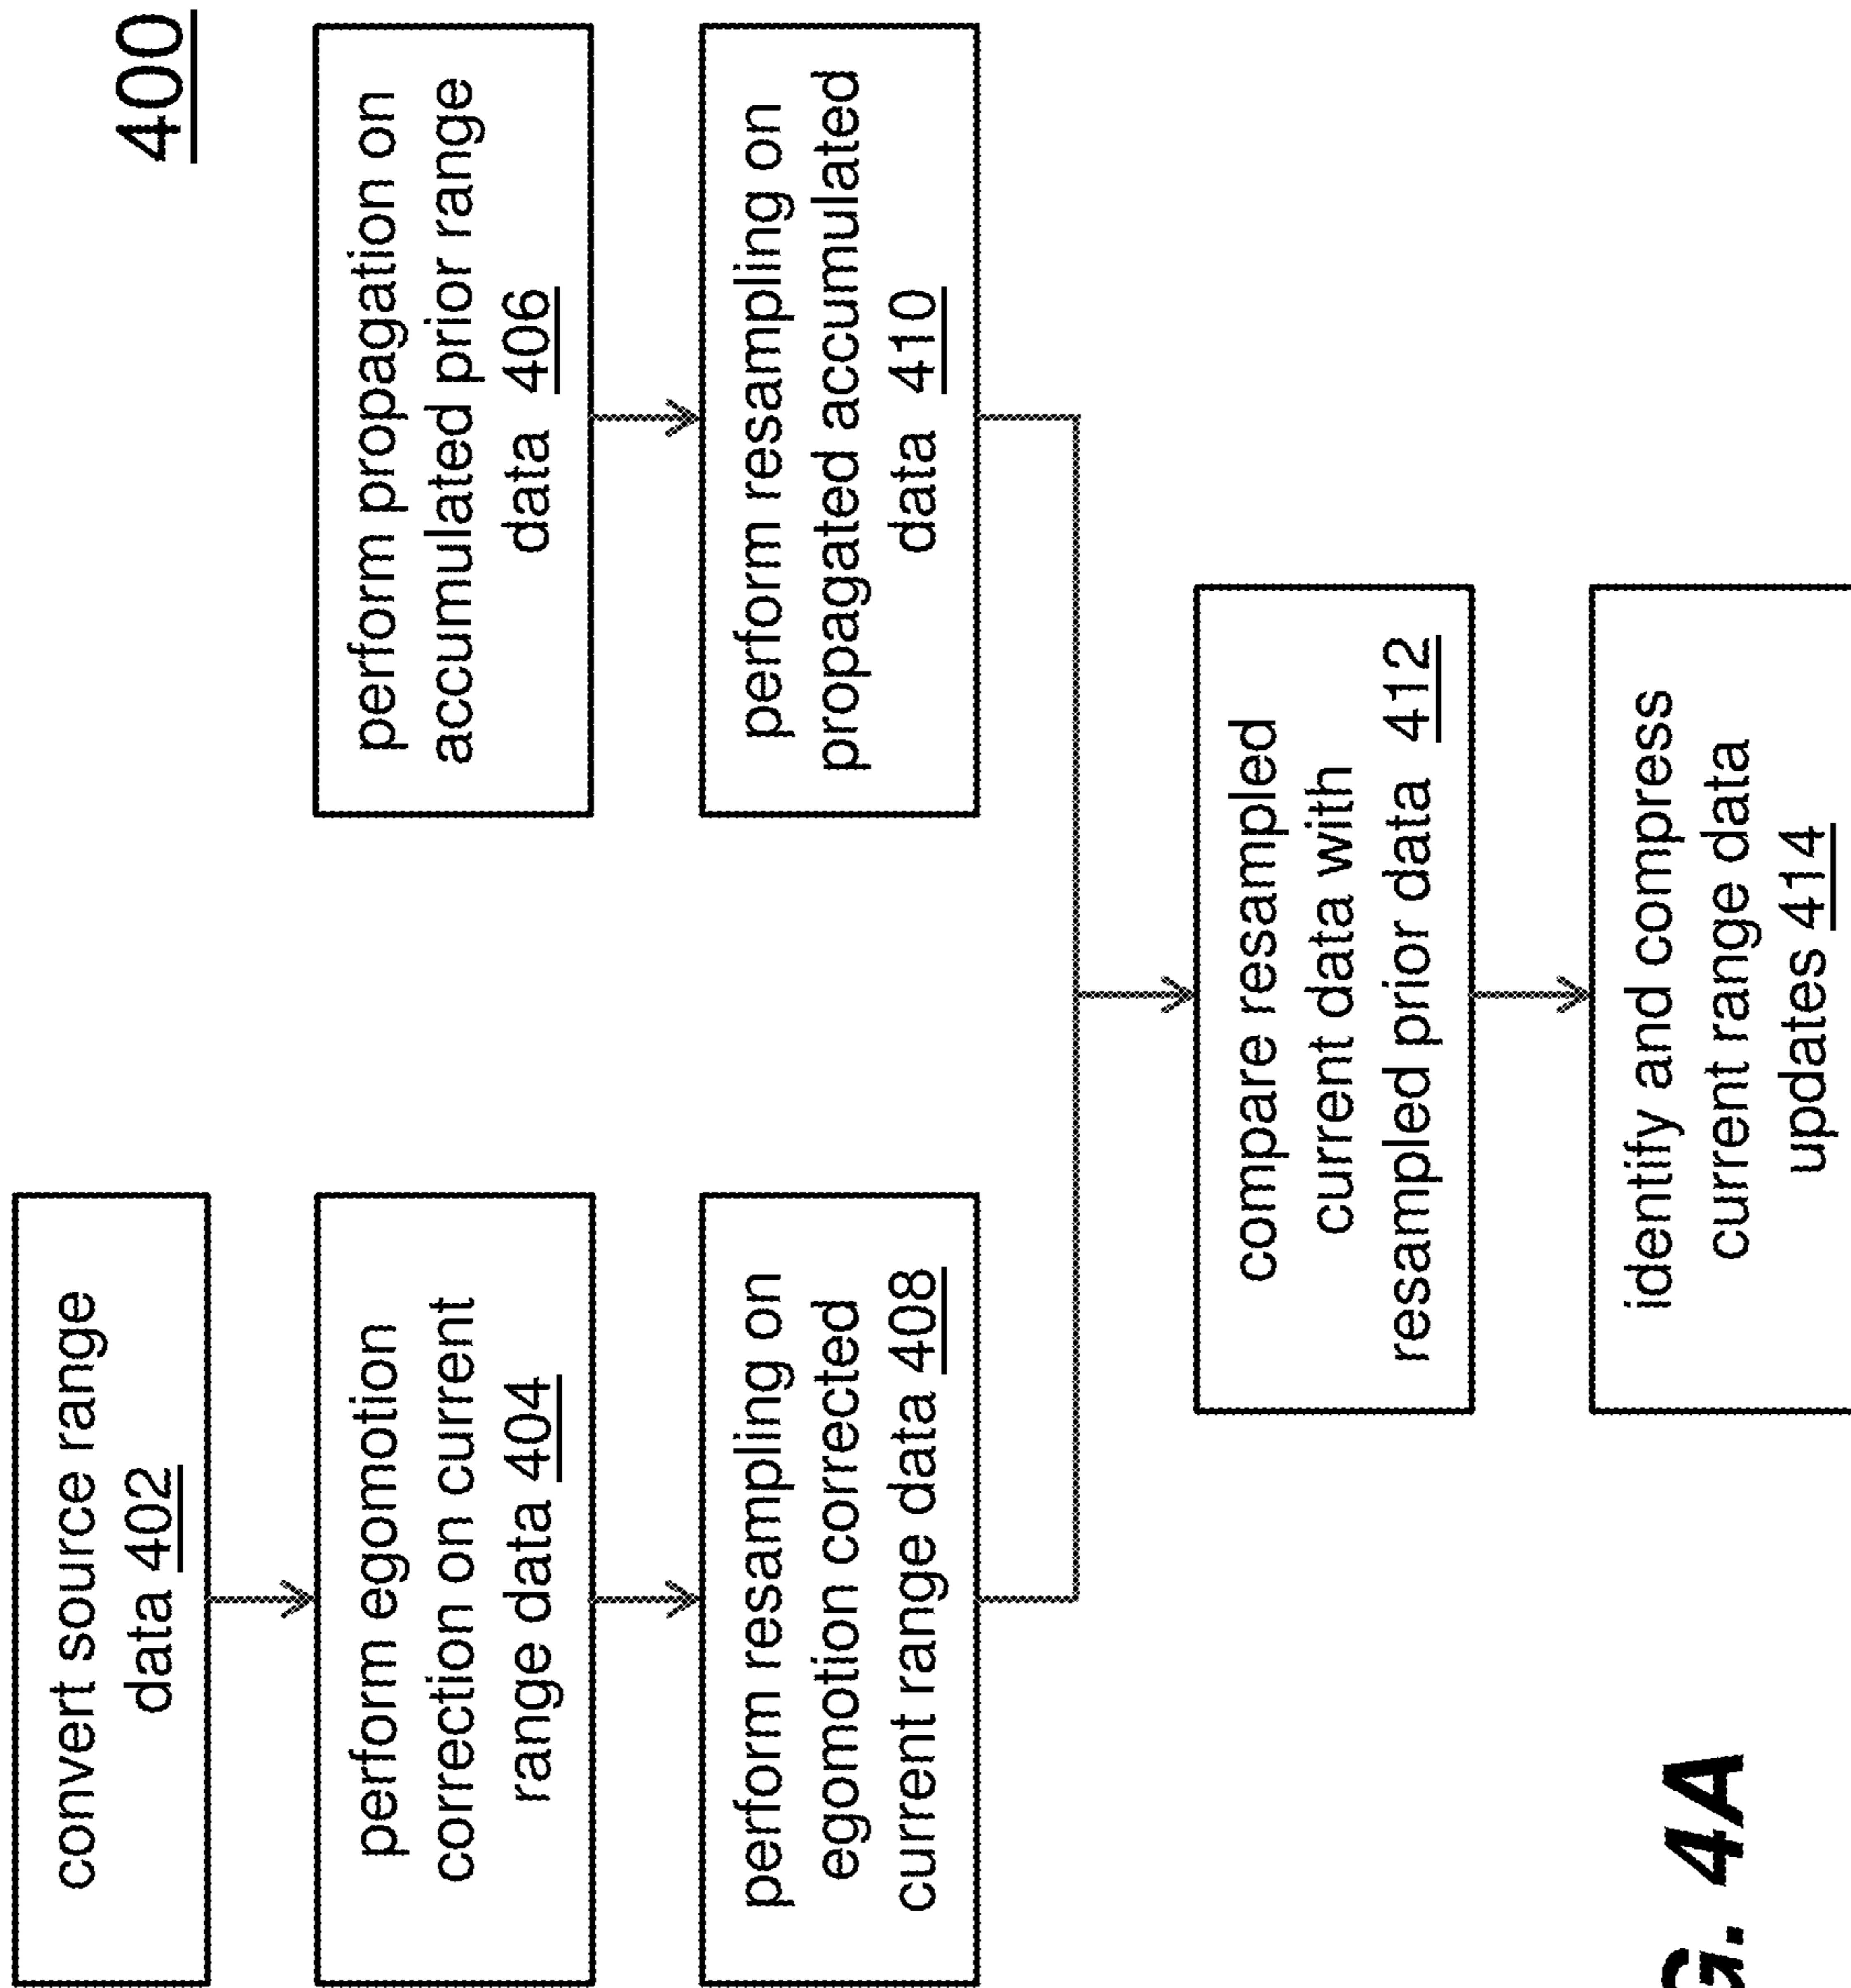 400
convert source range
data 402
perform egomotion
correction on current
range data 404
perform resampling on
egomotion corrected
current range data 408
perform propagation on
accumulated prior range
data 406
perform resampling on
propagated accumulated
data 410
compare resampled
current data with
resampled prior data 412
identify and compress
current range data
updates 414
G. 4A